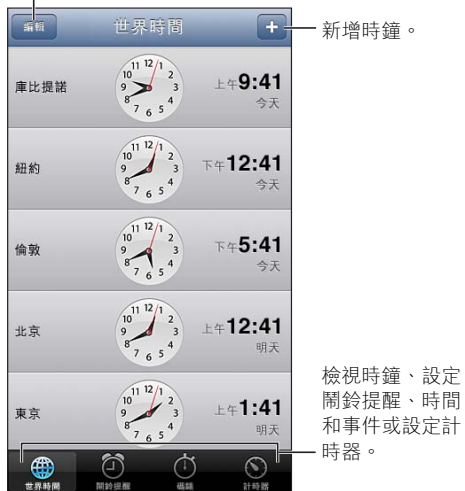 編輯
世界時間
+
新增時鐘。
庫比提諾
上午9:41
今天
紐約
下午12:41
今天
倫敦
下午5:41
今天
北京
上午12:41
明天
東京
上午1:41
明天
檢視時鐘、設定
鬧鈴提醒、時間
和事件或設定計
時器。
世界時間 鬧鈴提醒 碼錶 計時器